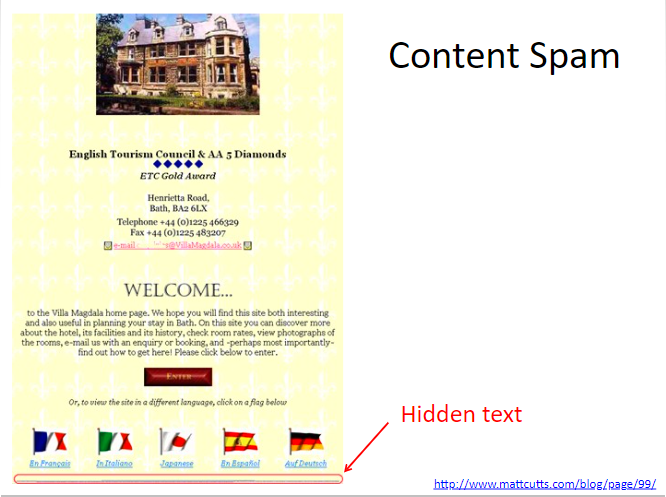 Content Spam
English Tourism Council & AA 5 Diamonds
ETC Gold Award
Henrietta Road,
Bath, BA2 6LX
Telephone +44 (0)1225 466329
Fax +44 (0)1225 483207
@VillaMagdala.co.uk
WELCOME...
to the Villa Magdala home page. We hope you will find this site both interesting
and also useful in planning your stay in Bath. On this site you can discover more
about the hotel, its facilities and its history, check room rates, view photographs of
the rooms, e-mail us with an enquiry or booking, and -perhaps most importantly-
find out how to get here! Please click below to enter.
ENTER
Or, to view the site in a different language, click on a flag below
En Français In Italiano Japanese En Español Auf Deutsch
Hidden text
http://www.mattcutts.com/blog/page/99/